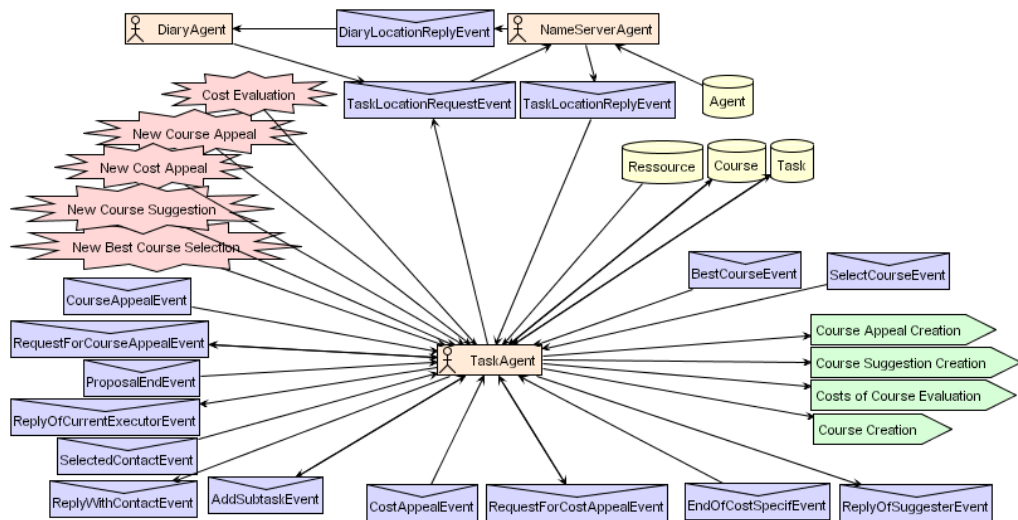 DiaryAgent
DiaryLocationReplyEvent
NameServerAgent
Cost Evaluation
TaskLocationRequestEvent
TaskLocationReplyEvent
Agent
New Course Appeal
New Cost Appeal
Ressource
Course
Task
New Course Suggestion
New Best Course Selection
BestCourseEvent
SelectCourseEvent
CourseAppealEvent
RequestForCourseAppealEvent
Course Appeal Creation
TaskAgent
Course Suggestion Creation
ProposalEndEvent
Costs of Course Evaluation
ReplyOfCurrentExecutorEvent
Course Creation
SelectedContactEvent
ReplyWithContactEvent
AddSubtaskEvent
CostAppealEvent
RequestForCostAppealEvent
EndOfCostSpecifEvent
ReplyOfSuggesterEvent